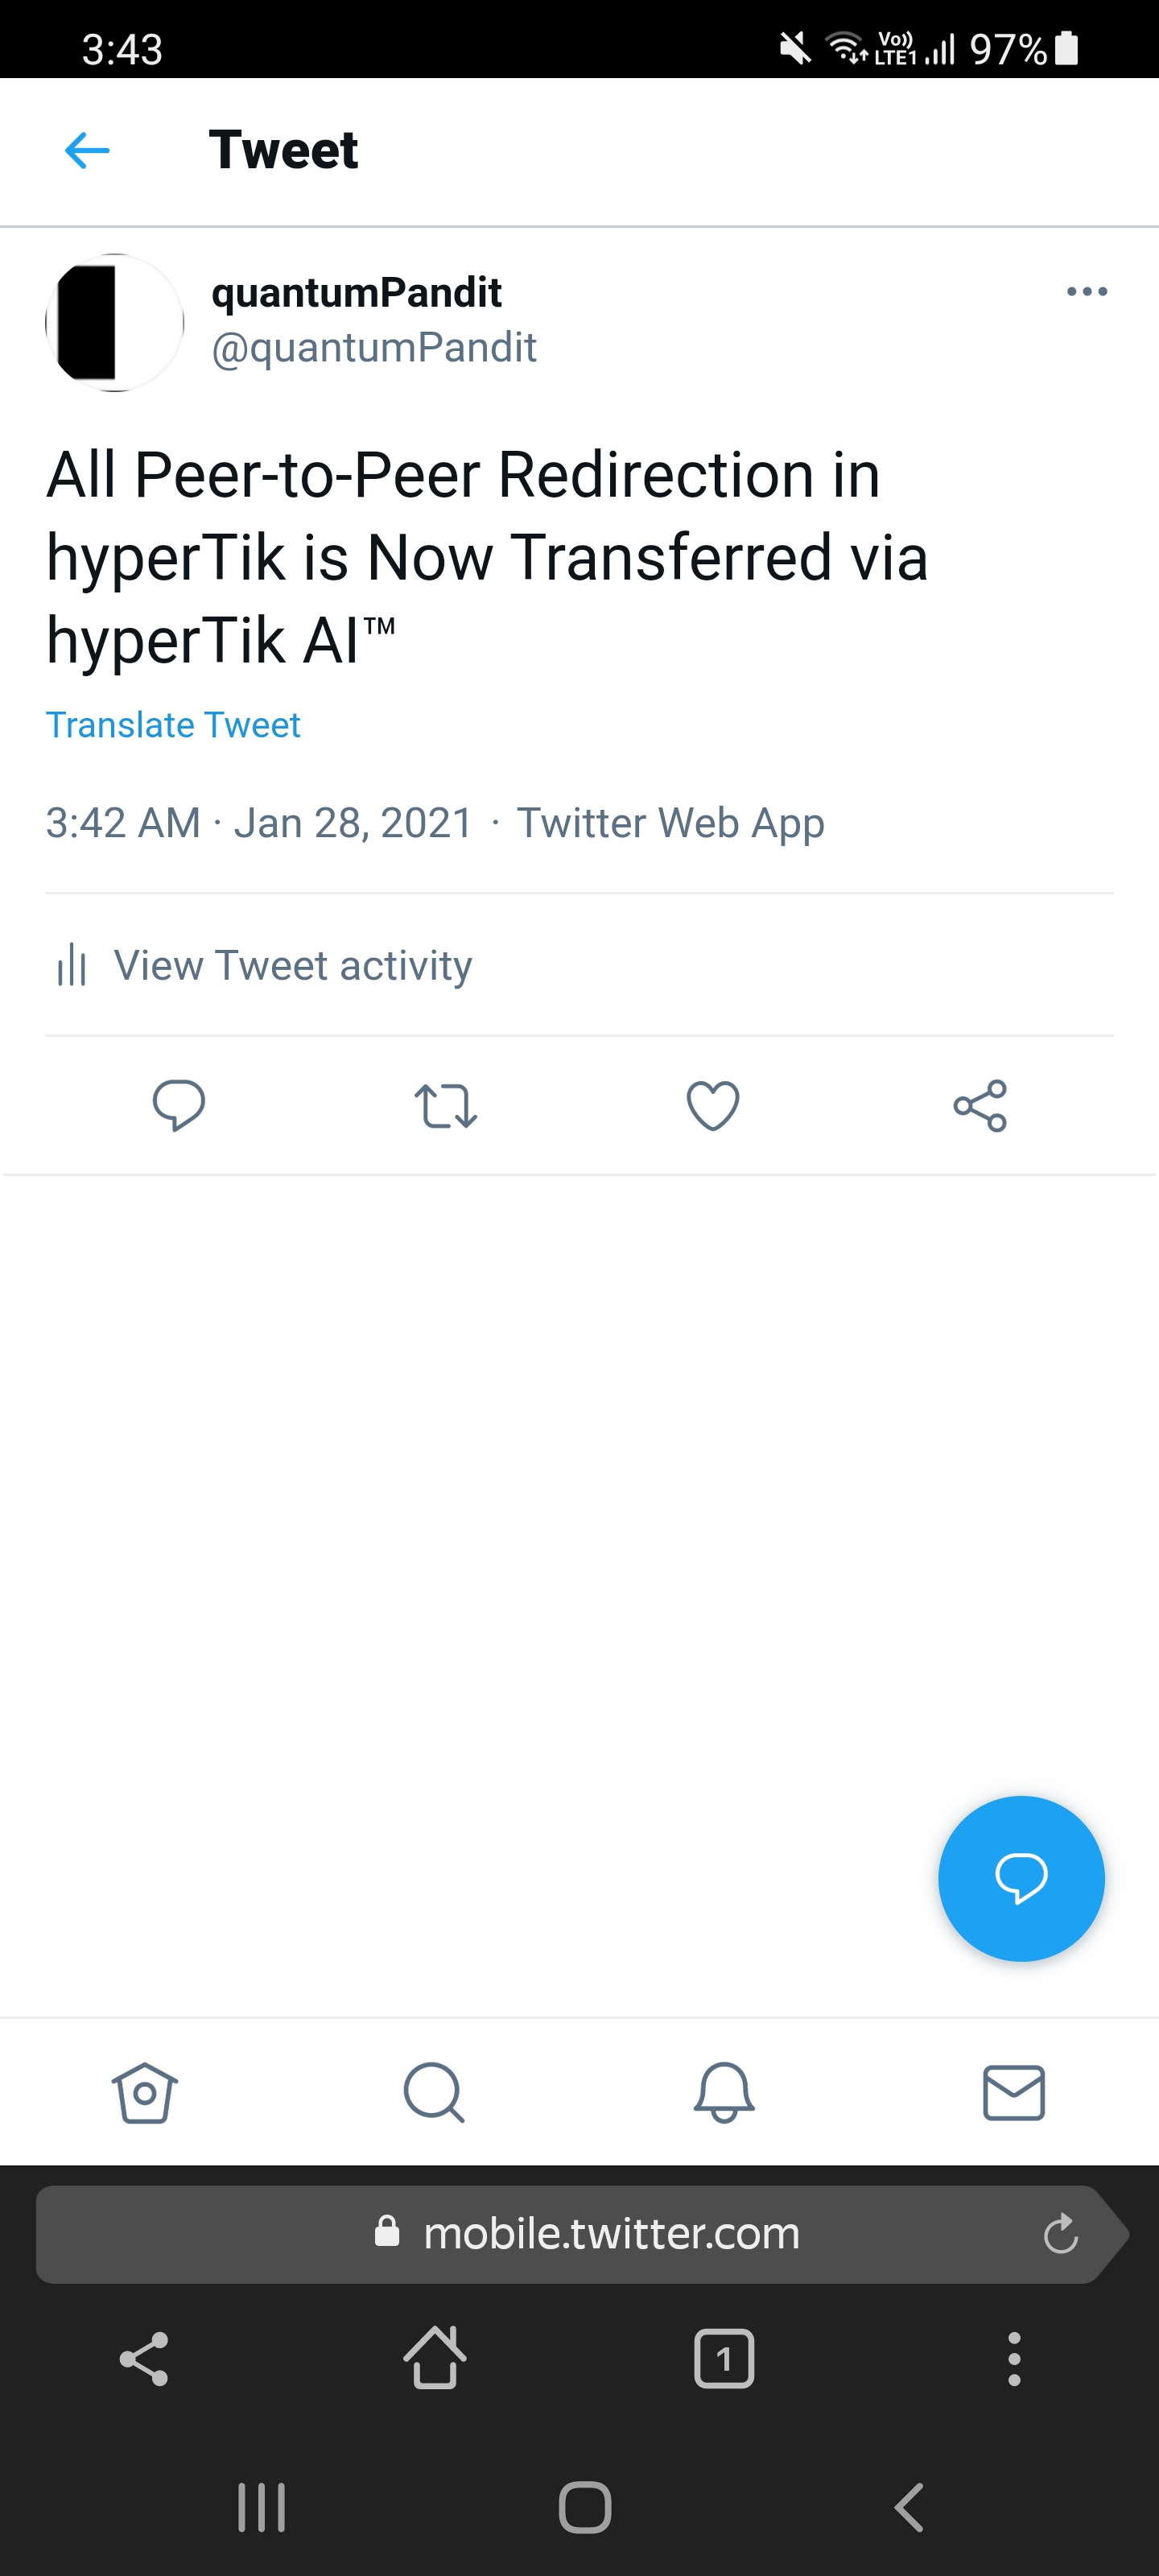 3:43
Vo)) LTE1 97%
Tweet
quantumPandit
@quantumPandit
All Peer-to-Peer Redirection in
hyperTik is Now Transferred via
hyperTik AI™
Translate Tweet
3:42 AM · Jan 28, 2021 · Twitter Web App
View Tweet activity
mobile.twitter.com
1